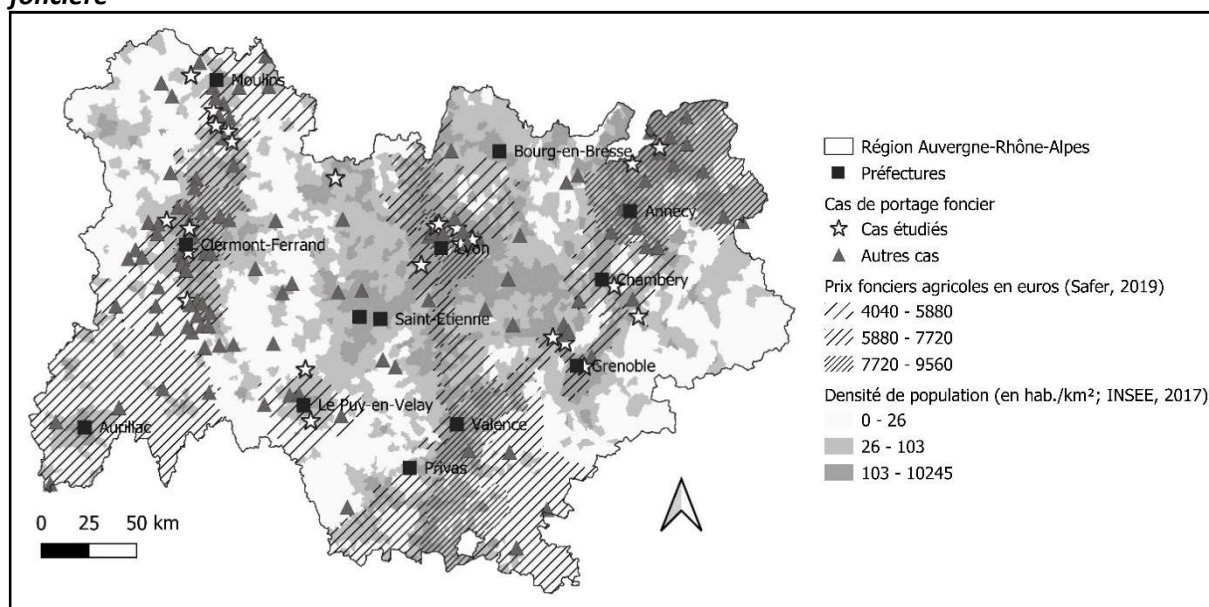 foncière
Moulins
Bourg-en-Bresse
Annecy
Clermont-Ferrand
Lyon
Chambéry
Saint-Etienne
Grenoble
Le Puy-en-Velay
Valence
Aurillac
Privas
0 25 50 km
Région Auvergne-Rhône-Alpes
Préfectures
Cas de portage foncier
Cas étudiés
Autres cas
Prix fonciers agricoles en euros (Safer, 2019)
4040 - 5880
5880 - 7720
7720 - 9560
Densité de population (en hab./km²; INSEE, 2017)
0 - 26
26 - 103
103 - 10245